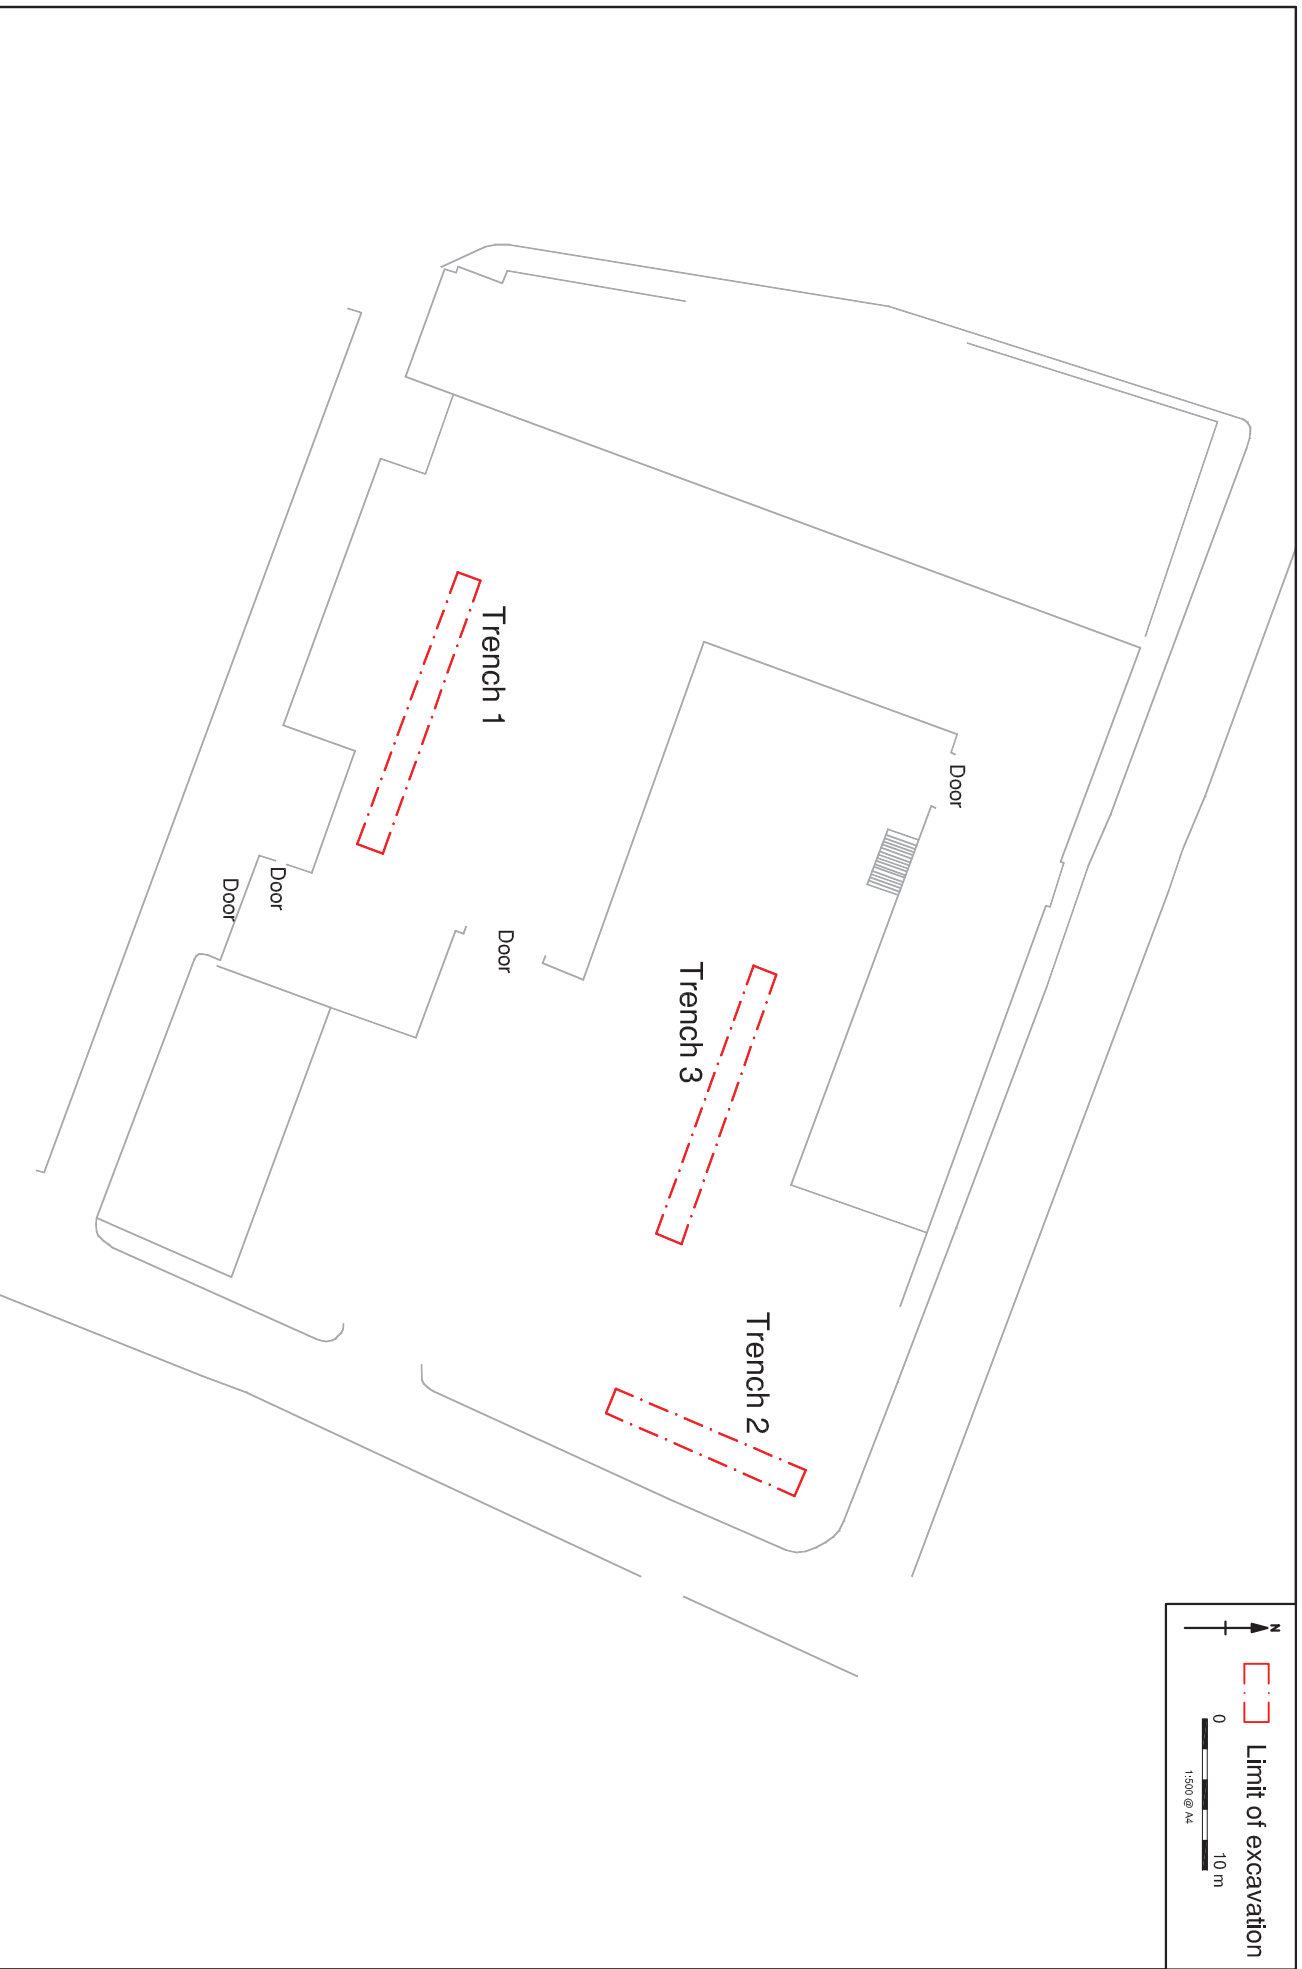 Trench 1
Door
Door
Door
Door
Trench 3
Trench 2
N
Limit of excavation
0
10 m
1:500 @ A4